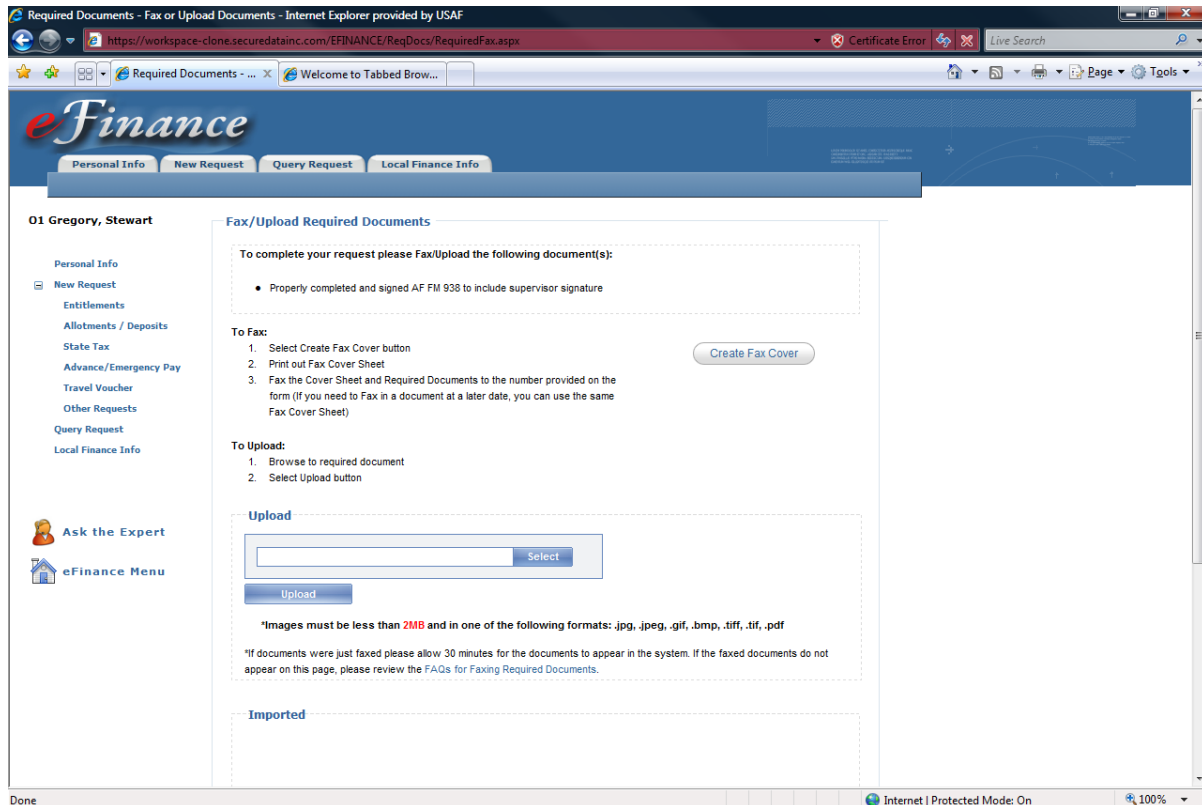 Required Documents - Fax or Upload Documents - Internet Explorer provided by USAF
https://workspace-clone.securedatainc.com/EFINANCE/ReqDocs/RequiredFax.aspx
Certificate Error
Live Search
Required Documents - ...
Welcome to Tabbed Brow...
Page
Tools
eFinance
Personal Info
New Request
Query Request
Local Finance Info
01 Gregory, Stewart
Personal Info
New Request
Entitlements
Allotments / Deposits
State Tax
Advance/Emergency Pay
Travel Voucher
Other Requests
Query Request
Local Finance Info
Ask the Expert
eFinance Menu
Fax/Upload Required Documents
To complete your request please Fax/Upload the following document(s):
• Properly completed and signed AF FM 938 to include supervisor signature
To Fax:
1. Select Create Fax Cover button
2. Print out Fax Cover Sheet
3. Fax the Cover Sheet and Required Documents to the number provided on the
form (If you need to Fax in a document at a later date, you can use the same
Fax Cover Sheet)
Create Fax Cover
To Upload:
1. Browse to required document
2. Select Upload button
Upload
Select
Upload
*Images must be less than 2MB and in one of the following formats: .jpg, .jpeg, .gif, .bmp, .tiff, .tif, .pdf
*If documents were just faxed please allow 30 minutes for the documents to appear in the system. If the faxed documents do not
appear on this page, please review the FAQs for Faxing Required Documents.
Imported
Done
Internet | Protected Mode: On
100%